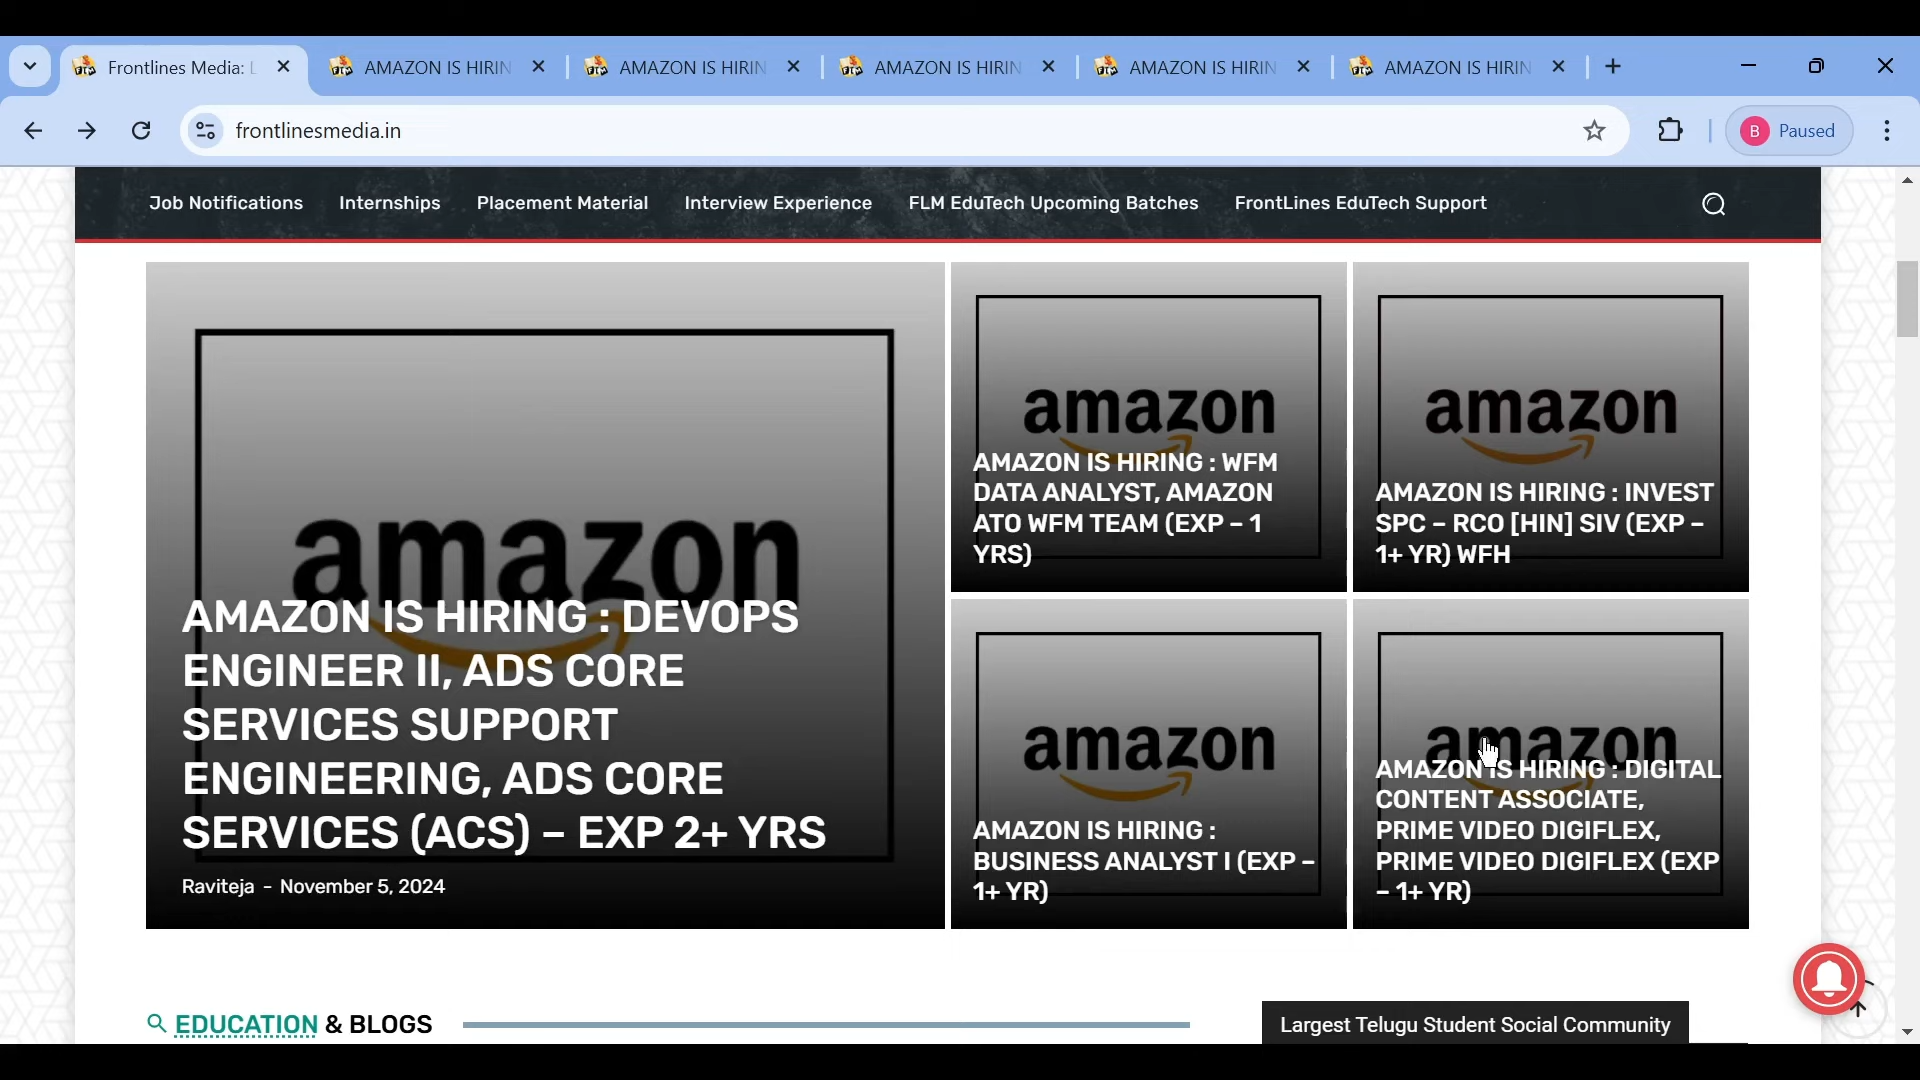 Frontlines Media:
AMAZON IS HIRIN
AMAZON IS HIRIN
AMAZON IS HIRIN
AMAZON IS HIRIN
AMAZON IS HIRIN
frontlinesmedia.in
B Paused
Job Notifications Internships Placement Material Interview Experience FLM EduTech Upcoming Batches FrontLines EduTech Support
amazon
AMAZON IS HIRING : DEVOPS
ENGINEER II, ADS CORE
SERVICES SUPPORT
ENGINEERING, ADS CORE
SERVICES (ACS) – EXP 2+ YRS
Raviteja - November 5, 2024
amazon
AMAZON IS HIRING : WFM
DATA ANALYST, AMAZON
ATO WFM TEAM (EXP – 1
YRS)
amazon
AMAZON IS HIRING : INVEST
SPC – RCO [HIN] SIV (EXP –
1+ YR) WFH
amazon
AMAZON IS HIRING :
BUSINESS ANALYST I (EXP –
1+ YR)
amazon
AMAZON IS HIRING : DIGITAL
CONTENT ASSOCIATE,
PRIME VIDEO DIGIFLEX,
PRIME VIDEO DIGIFLEX (EXP
– 1+ YR)
EDUCATION & BLOGS
Largest Telugu Student Social Community